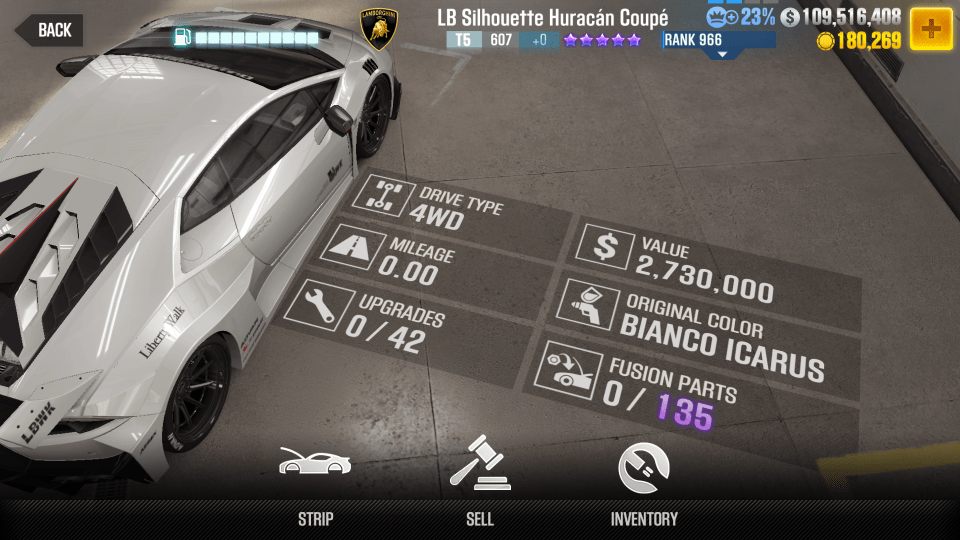 BACK
LAMBORGHINI
LB Silhouette Huracán Coupé
T5 607 +0
RANK 966
23%
$ 109,516,408
180,269
DRIVE TYPE
4WD
MILEAGE
0.00
UPGRADES
0 / 42
$ VALUE
2,730,000
ORIGINAL COLOR
BIANCO ICARUS
FUSION PARTS
0 / 135
Liberty Walk
LBWK
STRIP
SELL
INVENTORY